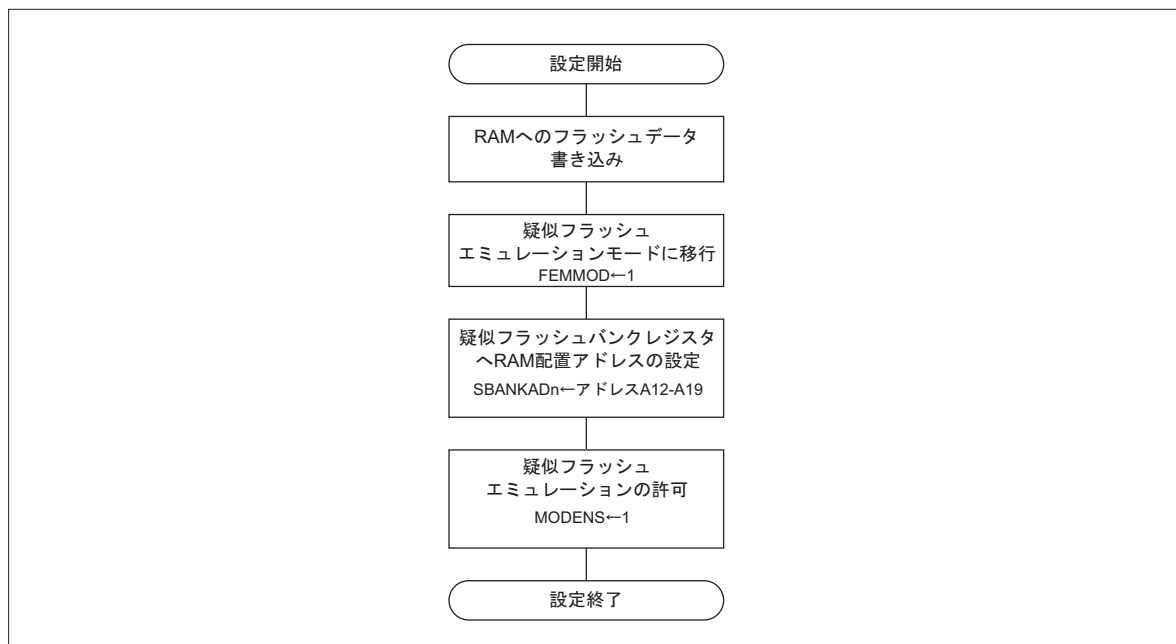 設定開始
RAMへのフラッシュデータ
書き込み
疑似フラッシュ
エミュレーションモードに移行
FEMMOD←1
疑似フラッシュバンクレジスタ
へRAM配置アドレスの設定
SBANKADn←アドレスA12-A19
疑似フラッシュ
エミュレーションの許可
MODENS←1
設定終了